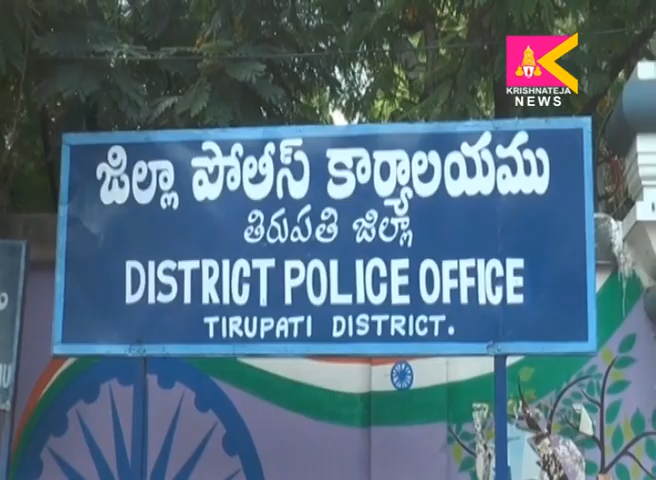 KRISHNATEJA
NEWS
జిల్లా పోలీస్ కార్యాలయము
తిరుపతి జిల్లా
DISTRICT POLICE OFFICE
TIRUPATI DISTRICT.